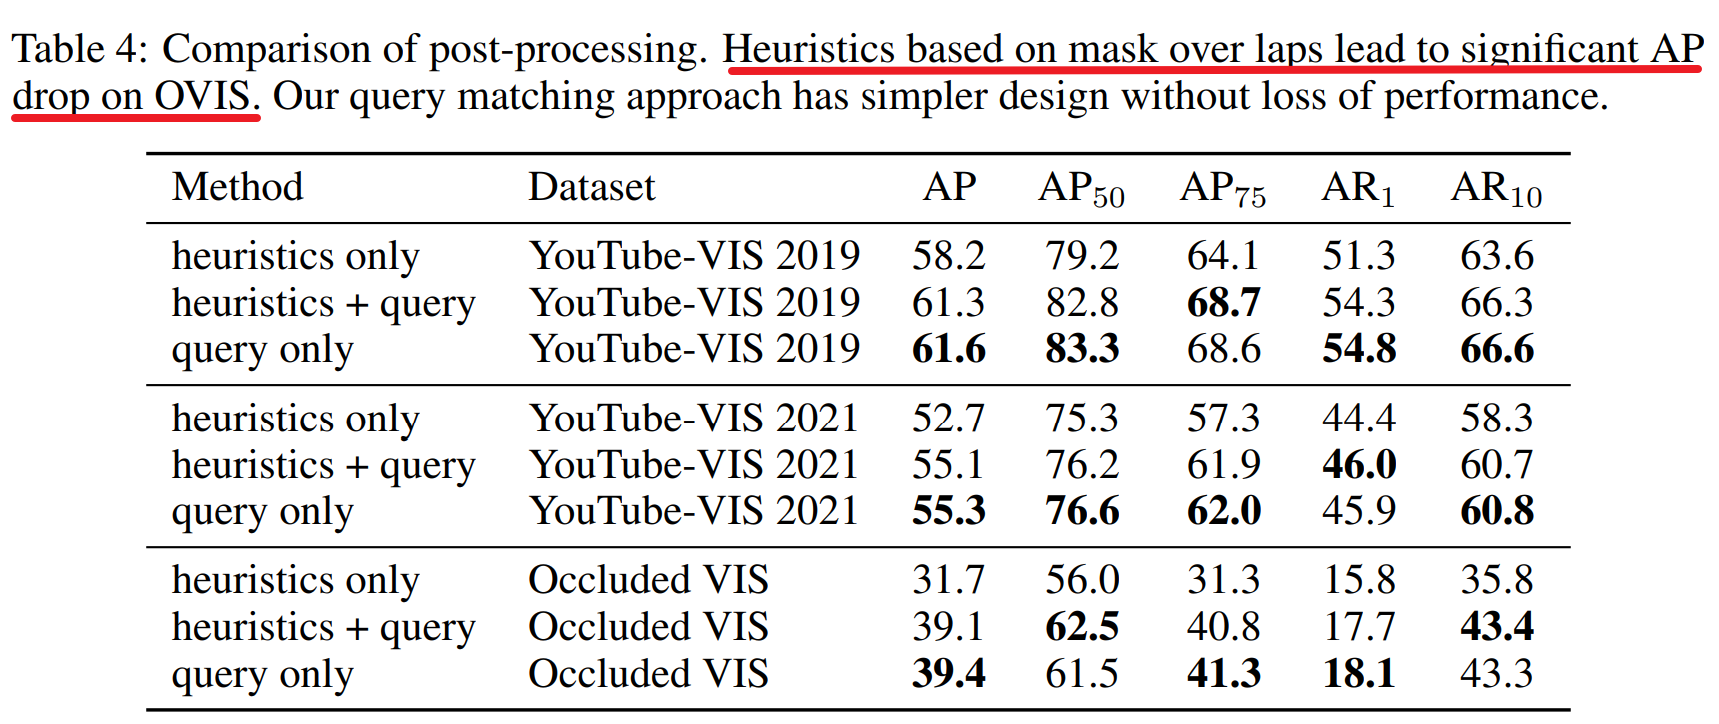 Table 4: Comparison of post-processing. Heuristics based on mask over laps lead to significant AP
drop on OVIS. Our query matching approach has simpler design without loss of performance.
Method Dataset AP AP50 AP75 AR1 AR10
heuristics only YouTube-VIS 2019 58.2 79.2 64.1 51.3 63.6
heuristics + query YouTube-VIS 2019 61.3 82.8 68.7 54.3 66.3
query only YouTube-VIS 2019 61.6 83.3 68.6 54.8 66.6
heuristics only YouTube-VIS 2021 52.7 75.3 57.3 44.4 58.3
heuristics + query YouTube-VIS 2021 55.1 76.2 61.9 46.0 60.7
query only YouTube-VIS 2021 55.3 76.6 62.0 45.9 60.8
heuristics only Occluded VIS 31.7 56.0 31.3 15.8 35.8
heuristics + query Occluded VIS 39.1 62.5 40.8 17.7 43.4
query only Occluded VIS 39.4 61.5 41.3 18.1 43.3